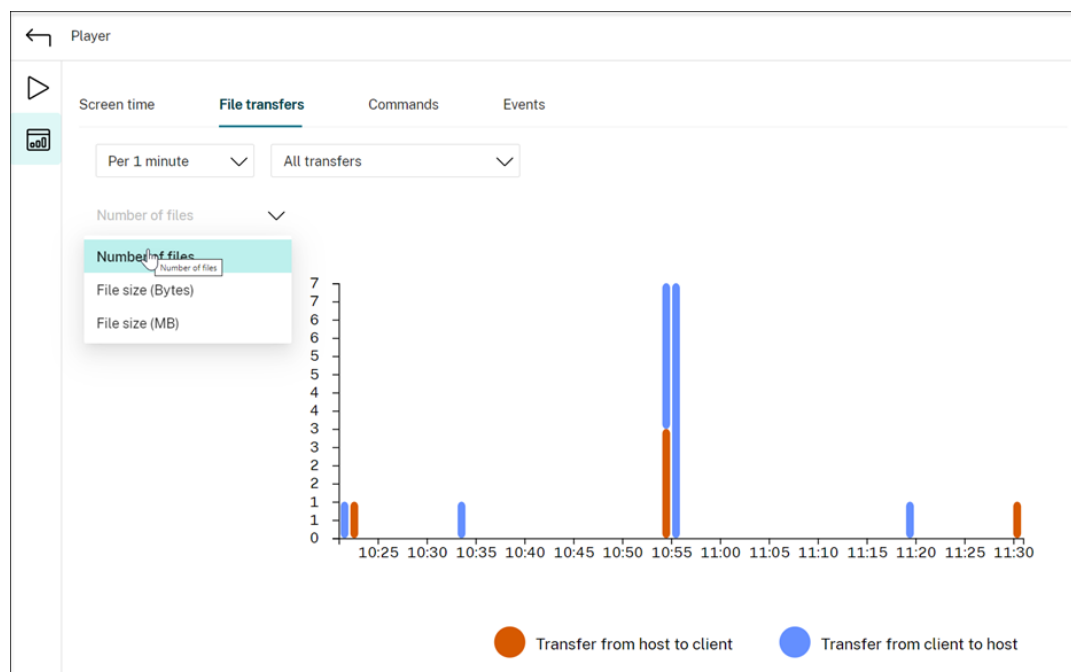 Player
Screen time File transfers Commands Events
Per 1 minute All transfers
Number of files
Number of files
Number of files
File size (Bytes)
File size (MB)
7
7
6
6
5
5
4
4
3
3
2
2
1
1
0
10:25 10:30 10:35 10:40 10:45 10:50 10:55 11:00 11:05 11:10 11:15 11:20 11:25 11:30
Transfer from host to client Transfer from client to host